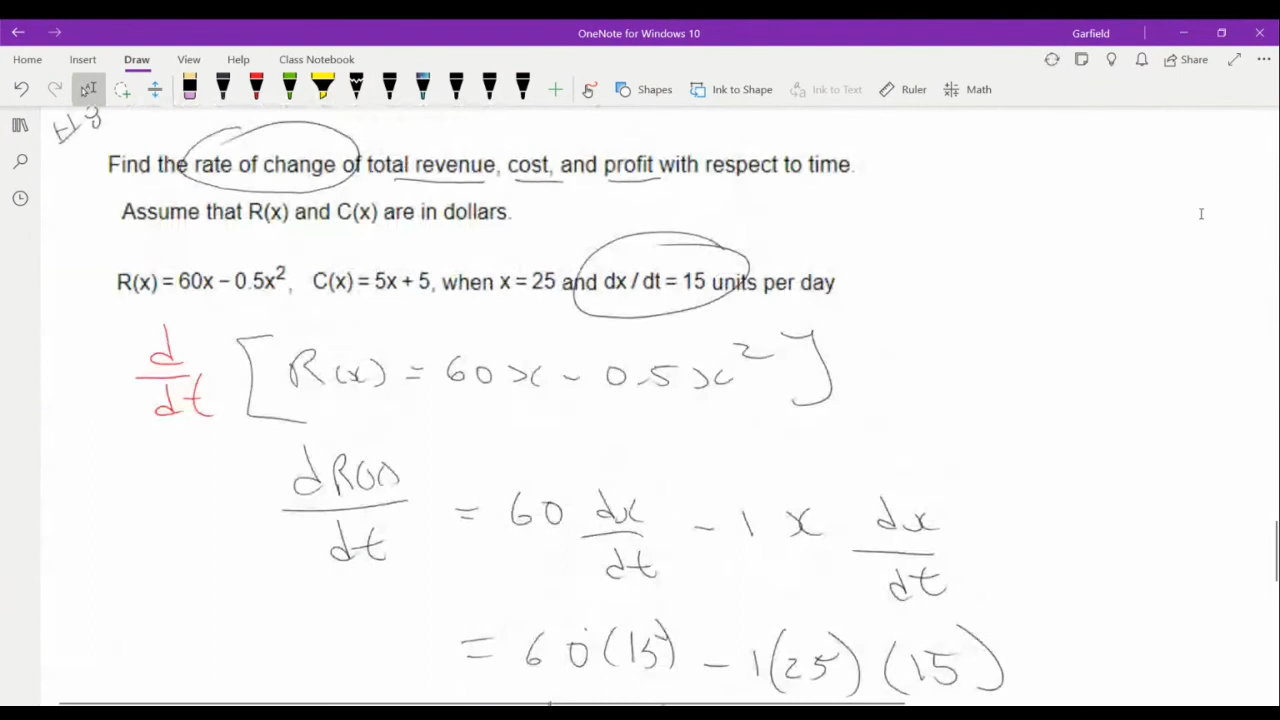 OneNote for Windows 10
Garfield
Home Insert Draw View Help Class Notebook
Share
Shapes Ink to Shape Ink to Text Ruler Math
#8
Find the rate of change of total revenue, cost, and profit with respect to time.
Assume that R(x) and C(x) are in dollars.
R(x) = 60x – 0.5x², C(x) = 5x + 5, when x = 25 and dx / dt = 15 units per day
d/dt [R(x) = 60x - 0.5x²]
dR(x)/dt = 60 dx/dt - 1 x dx/dt
= 60(15) - 1(25)(15)